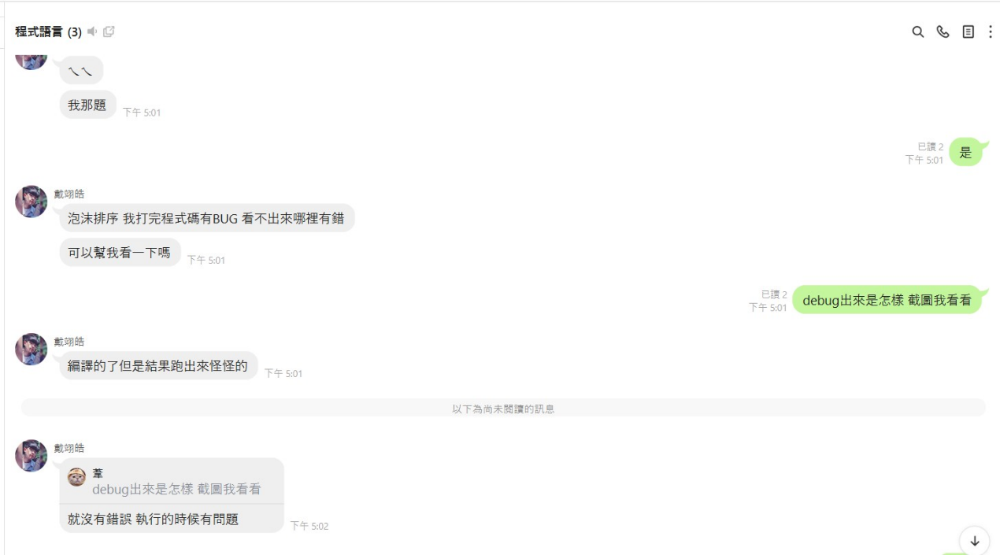 程式語言 (3)
ㄟㄟ
我那題
下午 5:01
已讀 2
下午 5:01
是
戴翊皓
泡沫排序 我打完程式碼有BUG 看不出來哪裡有錯
可以幫我看一下嗎
下午 5:01
已讀 2
下午 5:01
debug出來是怎樣 截圖我看看
戴翊皓
編譯的了但是結果跑出來怪怪的
下午 5:01
以下為尚未閱讀的訊息
戴翊皓
葦
debug出來是怎樣 截圖我看看
就沒有錯誤 執行的時候有問題
下午 5:02